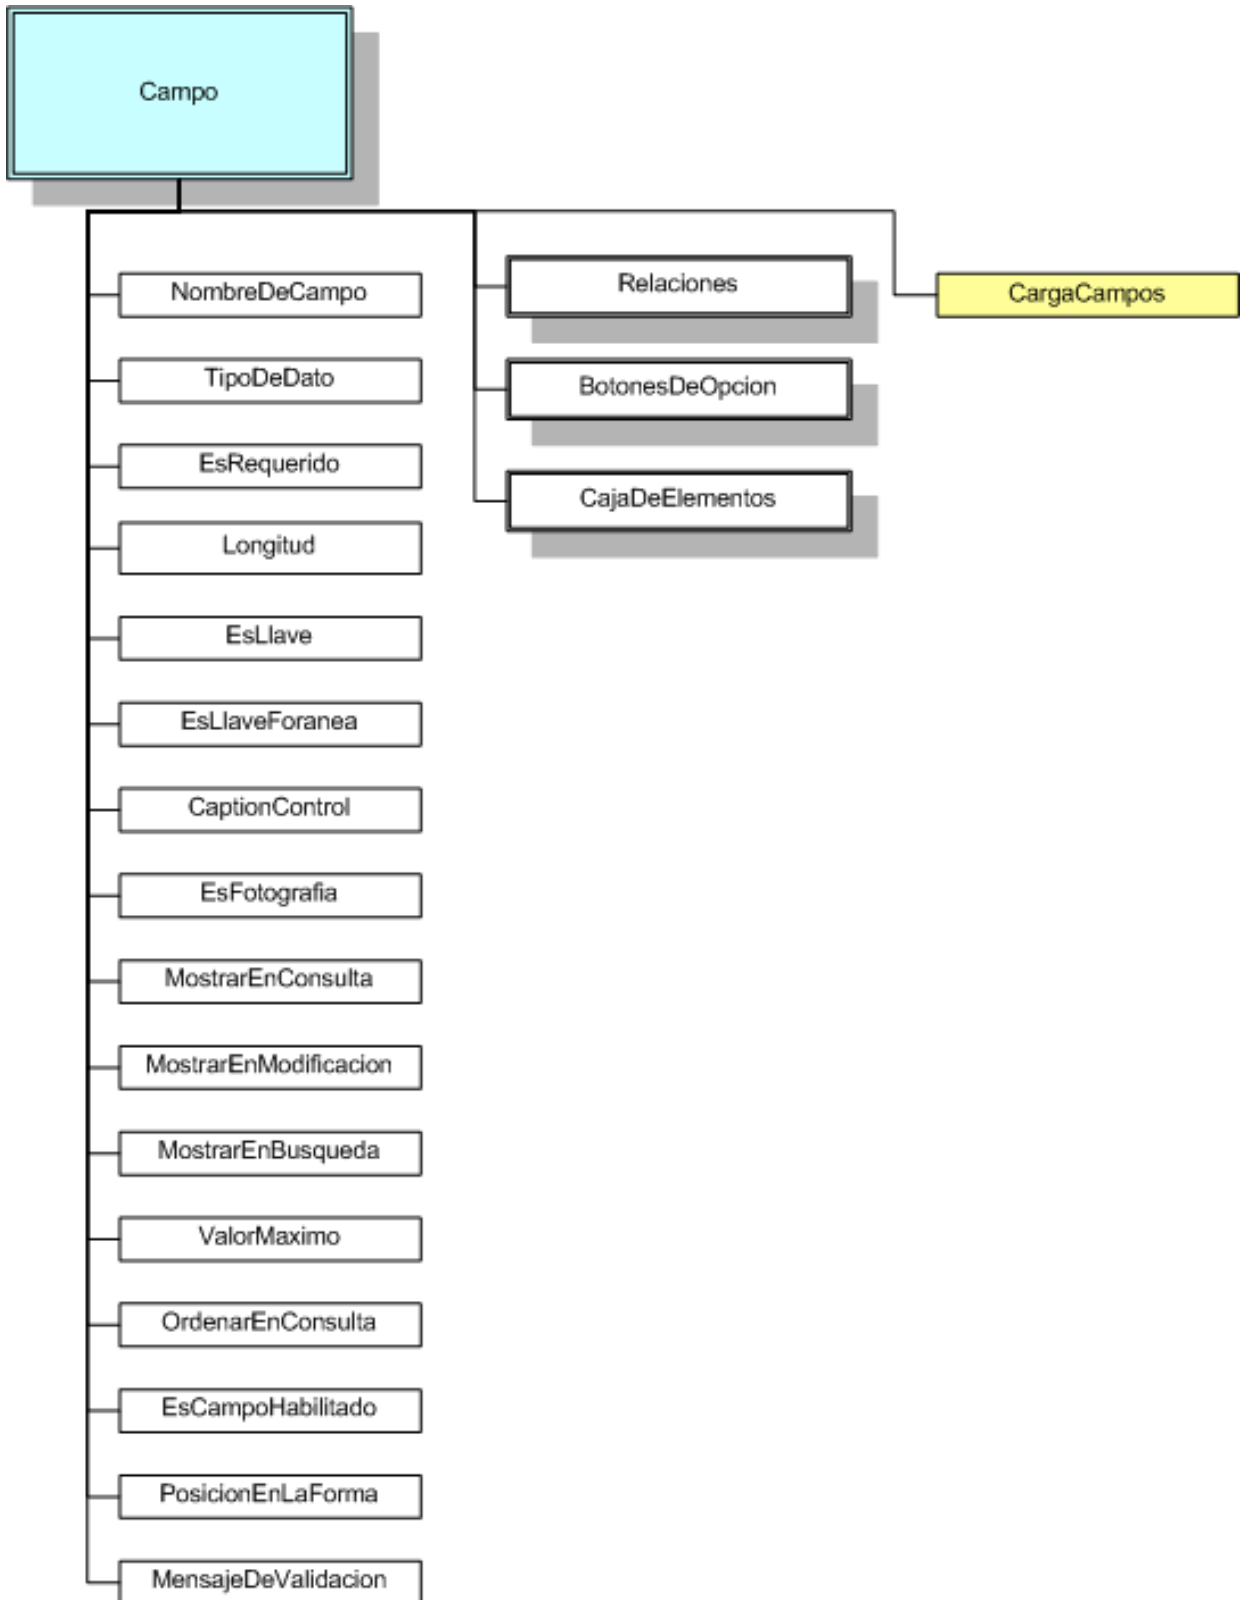 Campo
NombreDeCampo
TipoDeDato
EsRequerido
Longitud
EsLlave
EsLlaveForanea
CaptionControl
EsFotografia
MostrarEnConsulta
MostrarEnModificacion
MostrarEnBusqueda
ValorMaximo
OrdenarEnConsulta
EsCampoHabilitado
PosicionEnLaForma
MensajeDeValidacion
Relaciones
BotonesDeOpcion
CajaDeElementos
CargaCampos